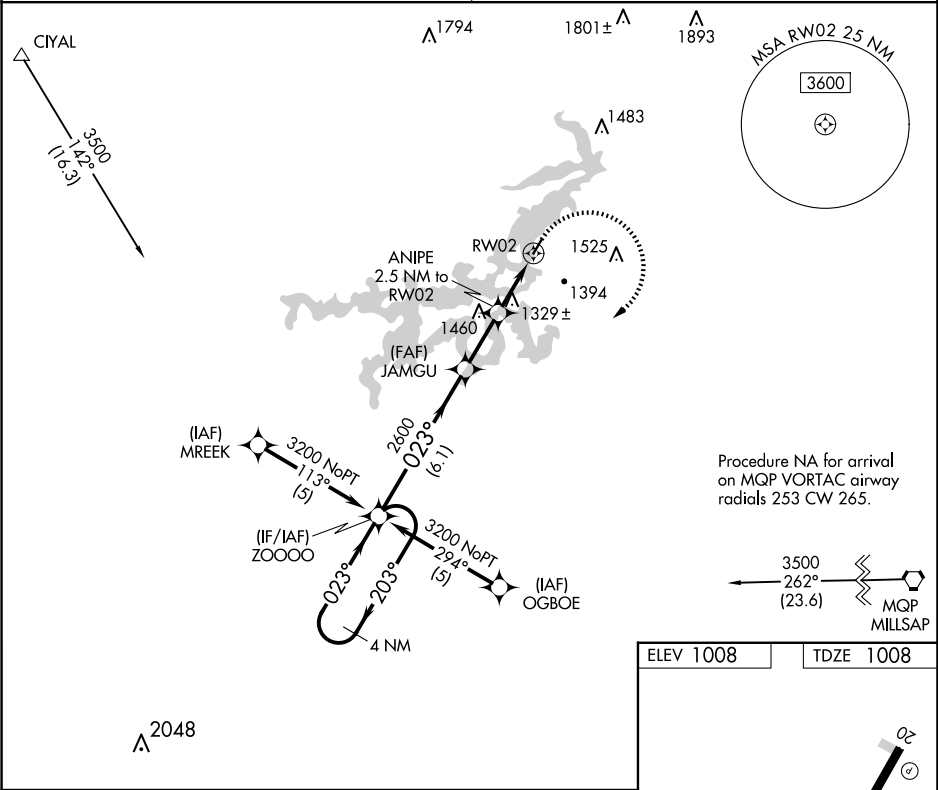 CIYAL
1794
1801±
1893
MSA RW02 25 NM
3600
3500
142°
(16.3)
1483
RW02
1525
ANIPE
2.5 NM to
RW02
1394
1329±
1460
(FAF)
JAMGU
2600
023°
(6.1)
(IAF)
MREEK
3200 NoPT
113°
(5)
Procedure NA for arrival
on MQP VORTAC airway
radials 253 CW 265.
(IF/IAF)
ZOOOO
3200 NoPT
294°
(5)
(IAF)
OGBOE
023°
203°
4 NM
3500
262°
(23.6)
MQP
MILLSAP
ELEV 1008
TDZE 1008
2048
20
P